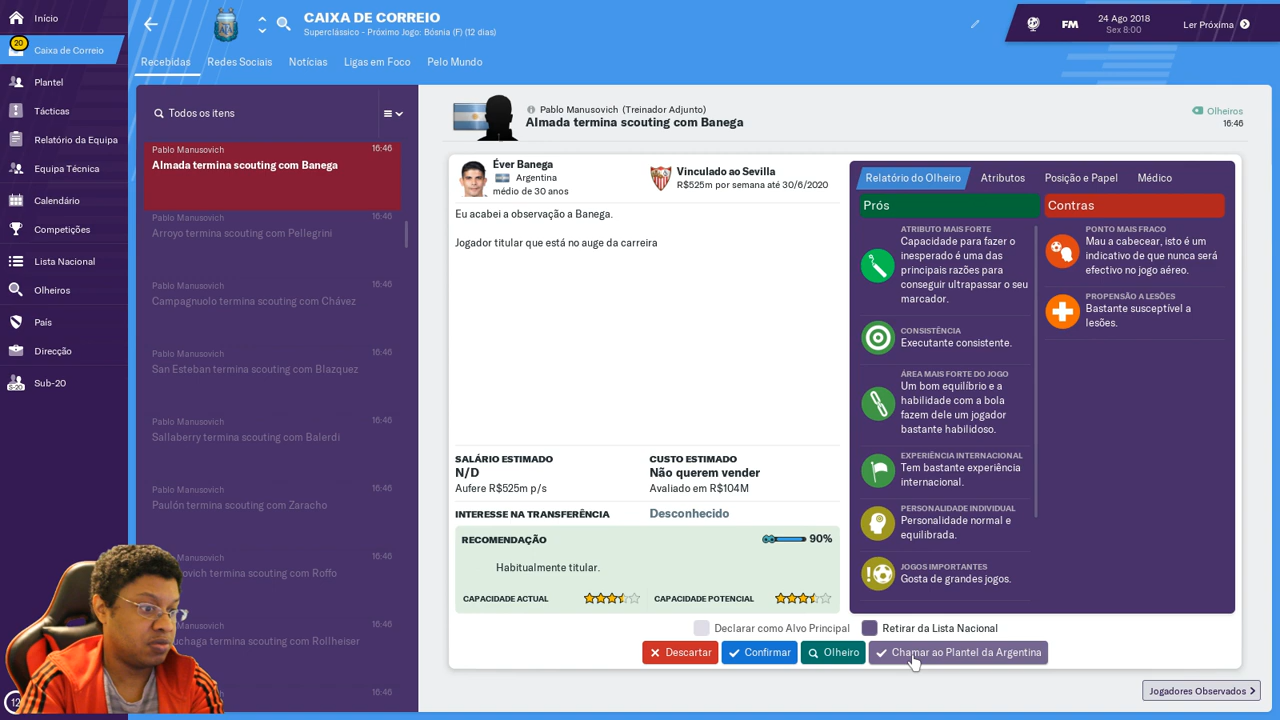 Início
20
Caixa de Correio
Plantel
Tácticas
Relatório da Equipa
Equipa Técnica
Calendário
Competições
Lista Nacional
Olheiros
País
Direcção
Sub-20
CAIXA DE CORREIO
Superclássico - Próximo Jogo: Bósnia (F) (12 dias)
FM
24 Ago 2018
Sex 8:00
Ler Próxima
Recebidas
Redes Sociais
Notícias
Ligas em Foco
Pelo Mundo
Todos os itens
Pablo Manusovich 16:46
Almada termina scouting com Banega
Pablo Manusovich 16:46
Arroyo termina scouting com Pellegrini
Pablo Manusovich 16:46
Campagnuolo termina scouting com Chávez
Pablo Manusovich 16:46
San Esteban termina scouting com Blazquez
Pablo Manusovich 16:46
Sallaberry termina scouting com Balerdi
Pablo Manusovich 16:46
Paulón termina scouting com Zaracho
Manusovich 16:46
termina scouting com Roffo
Manusovich 16:46
termina scouting com Rollheiser
16:46
Pablo Manusovich (Treinador Adjunto)
Almada termina scouting com Banega
Olheiros
16:46
Éver Banega
Argentina
médio de 30 anos
Vinculado ao Sevilla
R$525m por semana até 30/6/2020
Eu acabei a observação a Banega.
Jogador titular que está no auge da carreira
SALÁRIO ESTIMADO
N/D
Aufere R$525m p/s
CUSTO ESTIMADO
Não querem vender
Avaliado em R$104M
INTERESSE NA TRANSFERÊNCIA
Desconhecido
RECOMENDAÇÃO
90%
Habitualmente titular.
CAPACIDADE ACTUAL
CAPACIDADE POTENCIAL
Relatório do Olheiro
Atributos
Posição e Papel
Médico
Prós
ATRIBUTO MAIS FORTE
Capacidade para fazer o
inesperado é uma das
principais razões para
conseguir ultrapassar o seu
marcador.
CONSISTÊNCIA
Executante consistente.
ÁREA MAIS FORTE DO JOGO
Um bom equilíbrio e a
habilidade com a bola
fazem dele um jogador
bastante habilidoso.
EXPERIÊNCIA INTERNACIONAL
Tem bastante experiência
internacional.
PERSONALIDADE INDIVIDUAL
Personalidade normal e
equilibrada.
JOGOS IMPORTANTES
Gosta de grandes jogos.
Contras
PONTO MAIS FRACO
Mau a cabecear, isto é um
indicativo de que nunca será
efectivo no jogo aéreo.
PROPENSÃO A LESÕES
Bastante susceptível a
lesões.
Declarar como Alvo Principal
Retirar da Lista Nacional
Descartar
Confirmar
Olheiro
Chamar ao Plantel da Argentina
Jogadores Observados